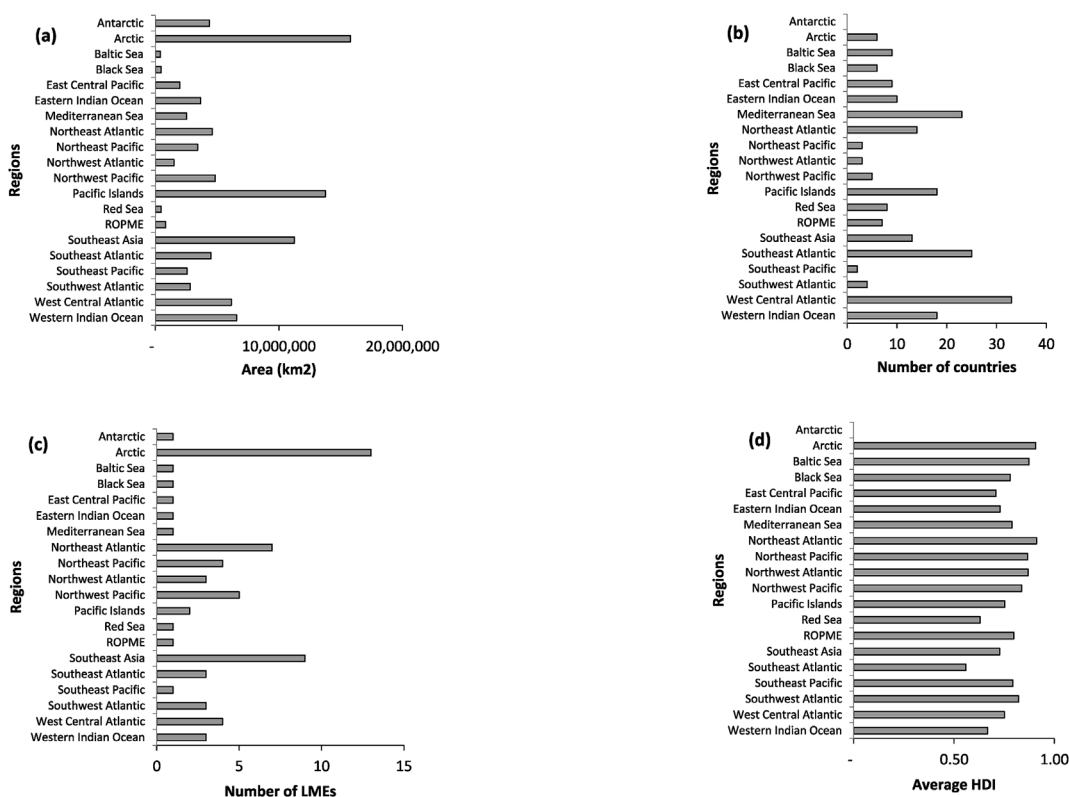 (a)
Regions
Antarctic
Arctic
Baltic Sea
Black Sea
East Central Pacific
Eastern Indian Ocean
Mediterranean Sea
Northeast Atlantic
Northeast Pacific
Northwest Atlantic
Northwest Pacific
Pacific Islands
Red Sea
ROPME
Southeast Asia
Southeast Atlantic
Southeast Pacific
Southwest Atlantic
West Central Atlantic
Western Indian Ocean
- 10,000,000 20,000,000
Area (km2)
(b)
Regions
Antarctic
Arctic
Baltic Sea
Black Sea
East Central Pacific
Eastern Indian Ocean
Mediterranean Sea
Northeast Atlantic
Northeast Pacific
Northwest Atlantic
Northwest Pacific
Pacific Islands
Red Sea
ROPME
Southeast Asia
Southeast Atlantic
Southeast Pacific
Southwest Atlantic
West Central Atlantic
Western Indian Ocean
0 10 20 30 40
Number of countries
(c)
Regions
Antarctic
Arctic
Baltic Sea
Black Sea
East Central Pacific
Eastern Indian Ocean
Mediterranean Sea
Northeast Atlantic
Northeast Pacific
Northwest Atlantic
Northwest Pacific
Pacific Islands
Red Sea
ROPME
Southeast Asia
Southeast Atlantic
Southeast Pacific
Southwest Atlantic
West Central Atlantic
Western Indian Ocean
0 5 10 15
Number of LMEs
(d)
Regions
Antarctic
Arctic
Baltic Sea
Black Sea
East Central Pacific
Eastern Indian Ocean
Mediterranean Sea
Northeast Atlantic
Northeast Pacific
Northwest Atlantic
Northwest Pacific
Pacific Islands
Red Sea
ROPME
Southeast Asia
Southeast Atlantic
Southeast Pacific
Southwest Atlantic
West Central Atlantic
Western Indian Ocean
- 0.50 1.00
Average HDI